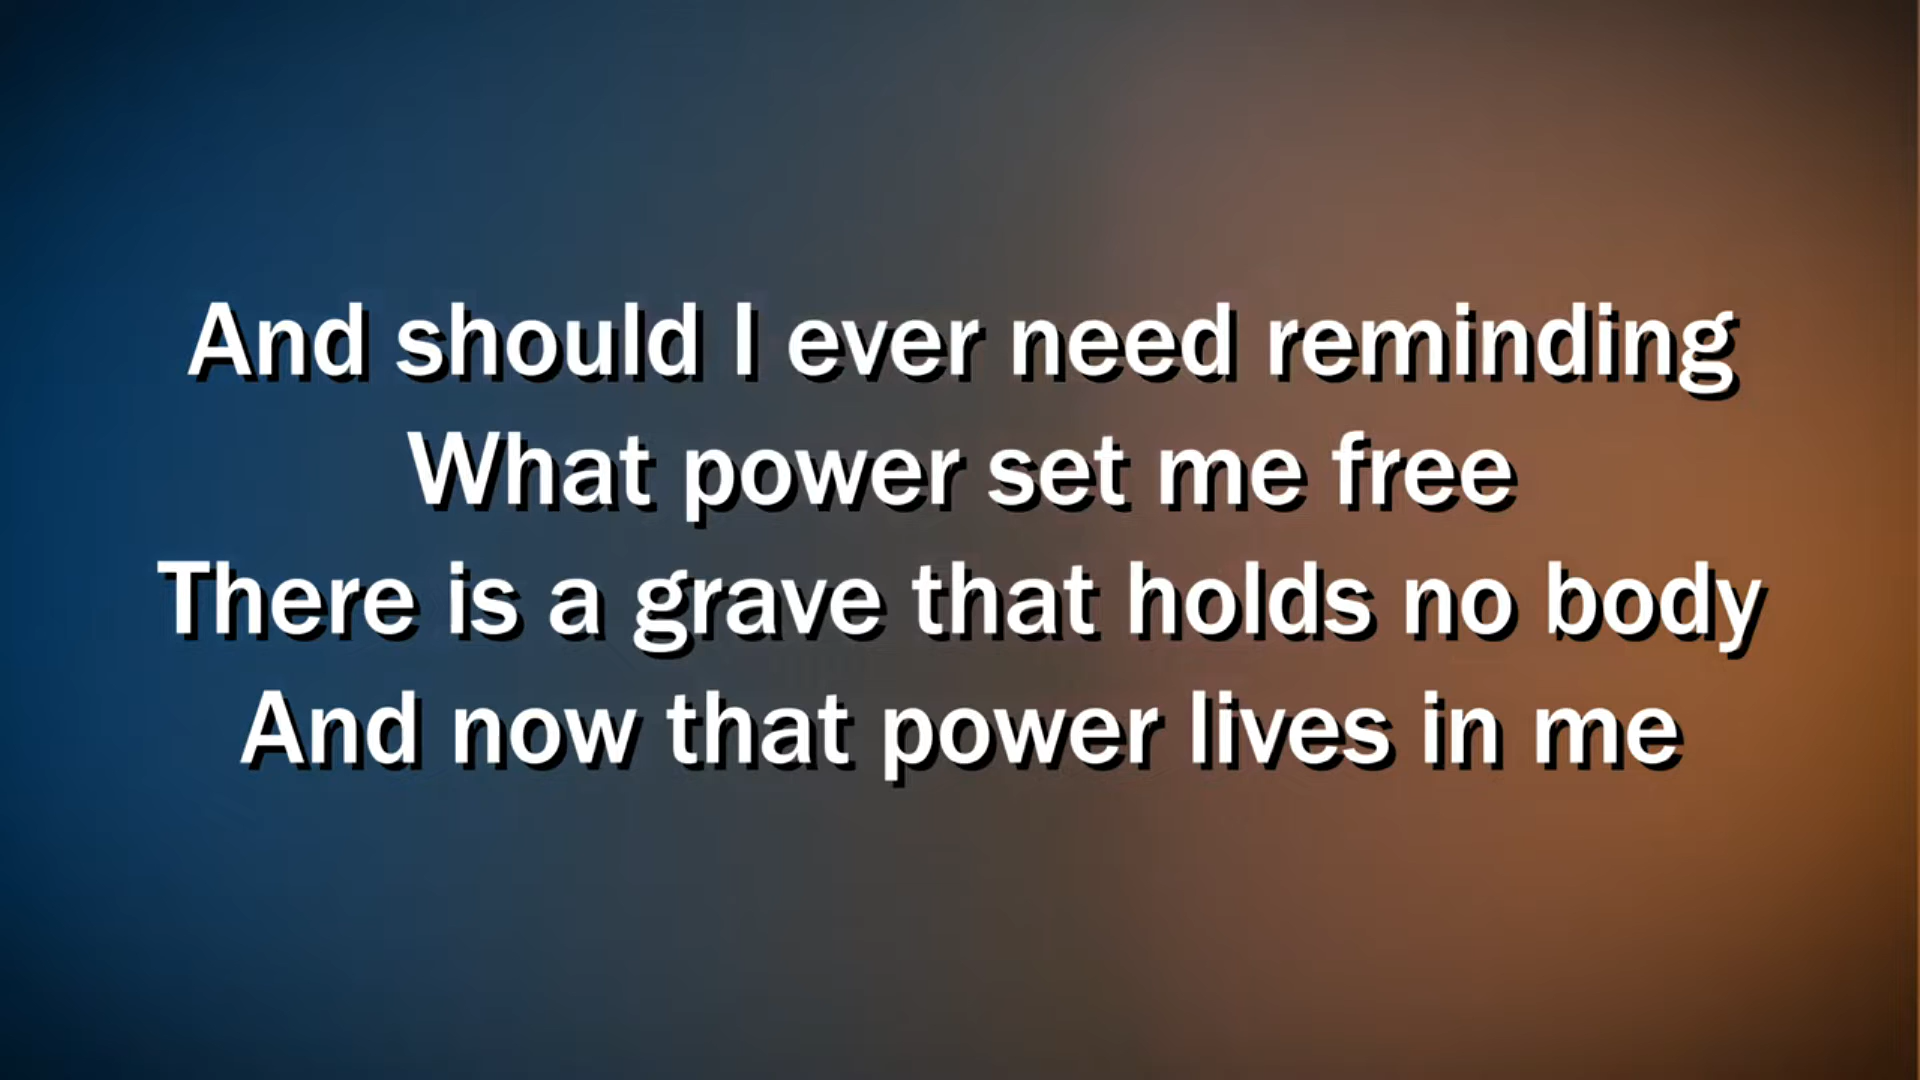 And should I ever need reminding
What power set me free
There is a grave that holds no body
And now that power lives in me